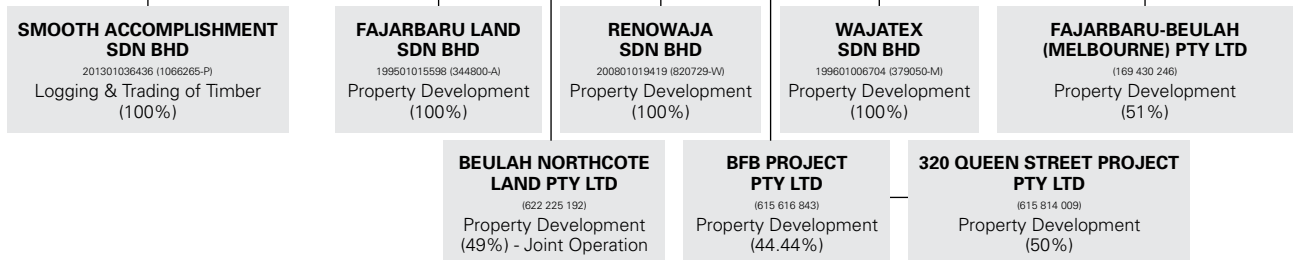 SMOOTH ACCOMPLISHMENT
SDN BHD
201301036436 (1066265-P)
Logging & Trading of Timber
(100%)
FAJARBARU LAND
SDN BHD
199501015598 (344800-A)
Property Development
(100%)
RENOWAJA
SDN BHD
200801019419 (820729-W)
Property Development
(100%)
WAJATEX
SDN BHD
199601006704 (379050-M)
Property Development
(100%)
FAJARBARU-BEULAH
(MELBOURNE) PTY LTD
(169 430 246)
Property Development
(51%)
BEULAH NORTHCOTE
LAND PTY LTD
(622 225 192)
Property Development
(49%) - Joint Operation
BFB PROJECT
PTY LTD
(615 616 843)
Property Development
(44.44%)
320 QUEEN STREET PROJECT
PTY LTD
(615 814 009)
Property Development
(50%)